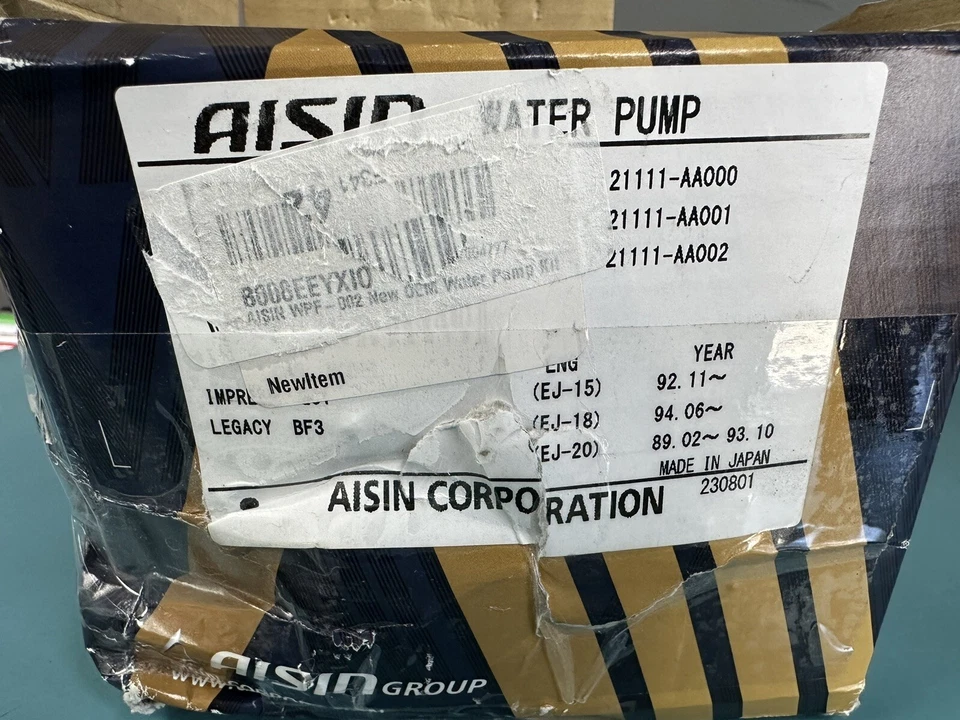 AISIN WATER PUMP
21111-AA000
21111-AA001
21111-AA002
8008EEYXIO
AISIN WPF-002 New OEM Water Pump Kit
NewItem
ENG YEAR
(EJ-15) 92.11~
LEGACY BF3 (EJ-18) 94.06~
(EJ-20) 89.02~93.10
MADE IN JAPAN
AISIN CORPORATION 230801
AISIN GROUP